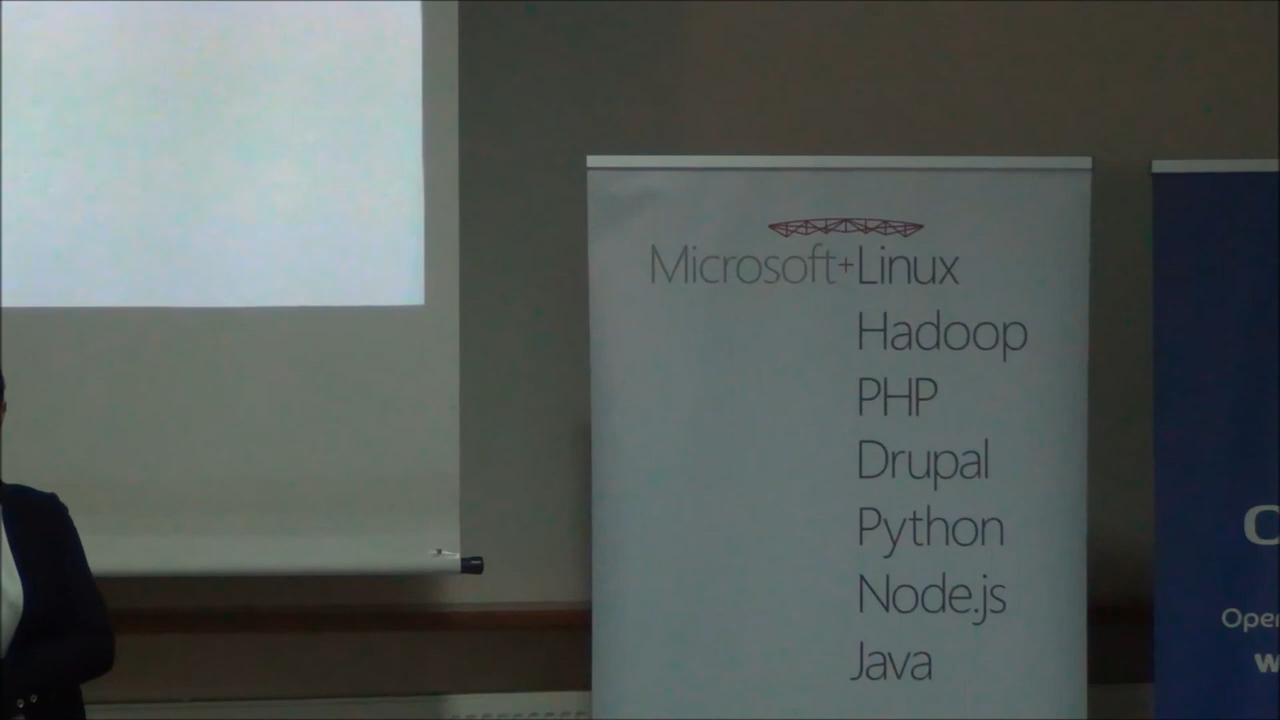 Microsoft+Linux
Hadoop
PHP
Drupal
Python
Node.js
Java